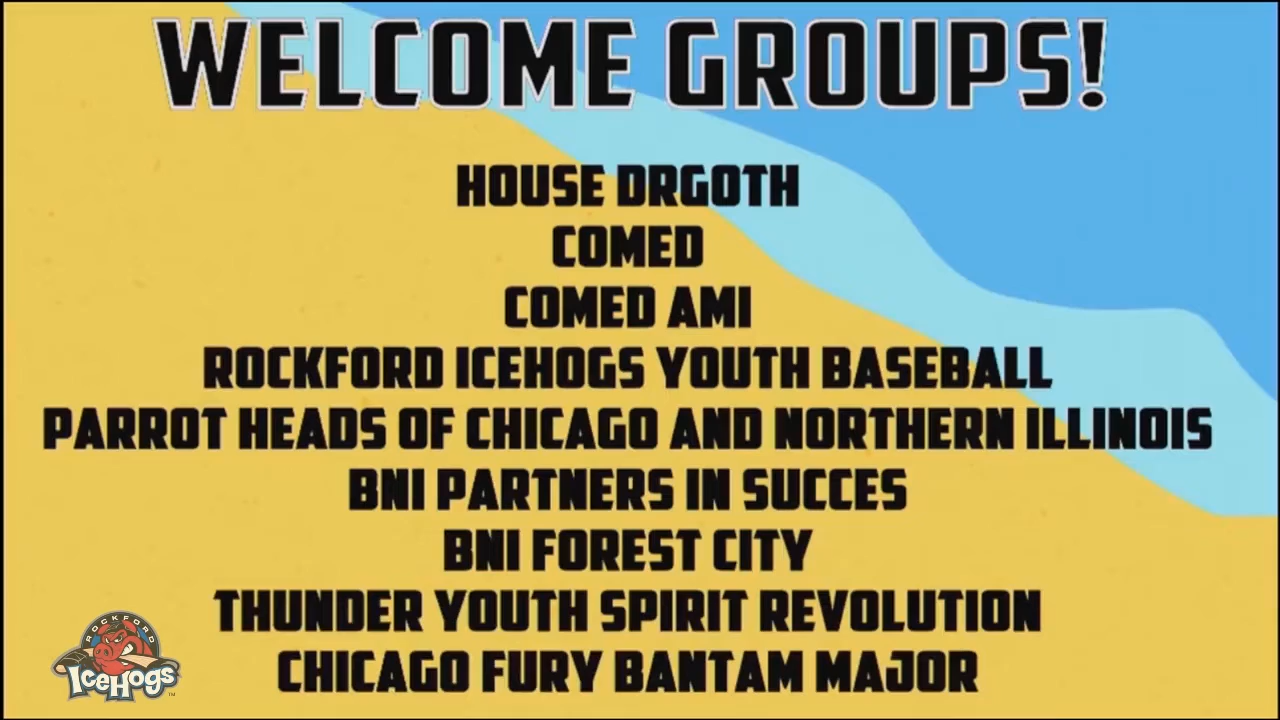 WELCOME GROUPS!
HOUSE DRGOTH
COMED
COMED AMI
ROCKFORD ICEHOGS YOUTH BASEBALL
PARROT HEADS OF CHICAGO AND NORTHERN ILLINOIS
BNI PARTNERS IN SUCCES
BNI FOREST CITY
THUNDER YOUTH SPIRIT REVOLUTION
CHICAGO FURY BANTAM MAJOR
ROCKFORD
ICEHOGS
TM